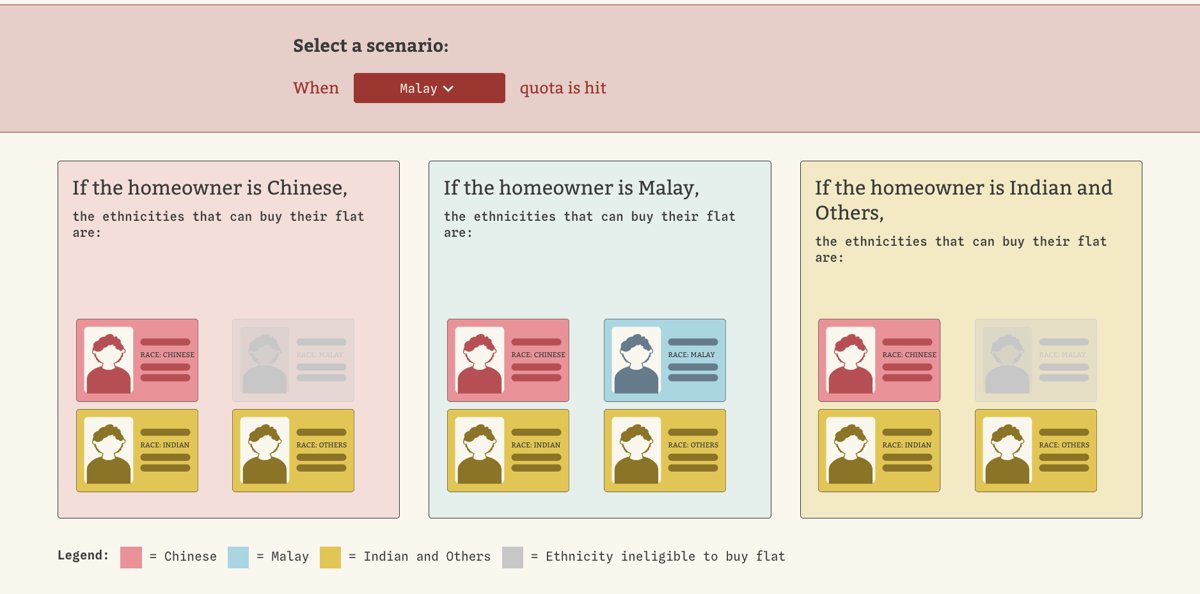 Select a scenario:
When Malay quota is hit
If the homeowner is Chinese,
the ethnicities that can buy their flat
are:
RACE: CHINESE
RACE: MALAY
RACE: INDIAN
RACE: OTHERS
If the homeowner is Malay,
the ethnicities that can buy their flat
are:
RACE: CHINESE
RACE: MALAY
RACE: INDIAN
RACE: OTHERS
If the homeowner is Indian and
Others,
the ethnicities that can buy their flat
are:
RACE: CHINESE
RACE: MALAY
RACE: INDIAN
RACE: OTHERS
Legend: = Chinese = Malay = Indian and Others = Ethnicity ineligible to buy flat